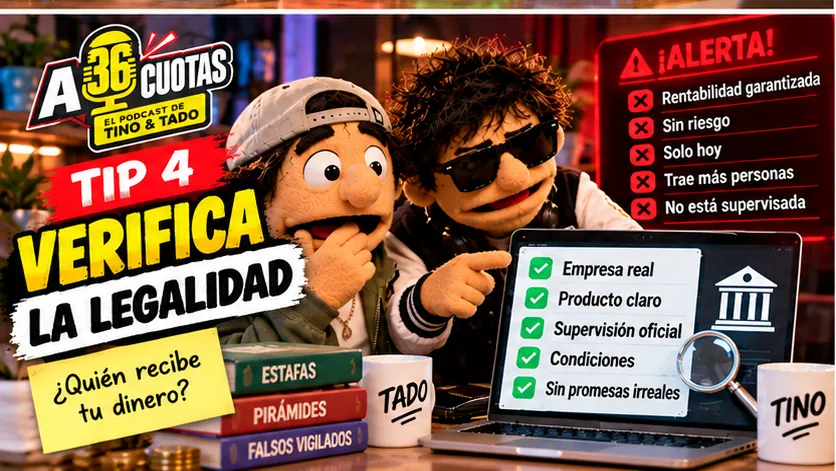 A 36 CUOTAS
EL PODCAST DE
TINO & TADO
TIP 4
VERIFICA
LA LEGALIDAD
¿Quién recibe
tu dinero?
ESTAFAS
PIRÁMIDES
FALSOS VIGILADOS
TADO
¡ALERTA!
Rentabilidad garantizada
Sin riesgo
Solo hoy
Trae más personas
No está supervisada
Empresa real
Producto claro
Supervisión oficial
Condiciones
Sin promesas irreales
TINO